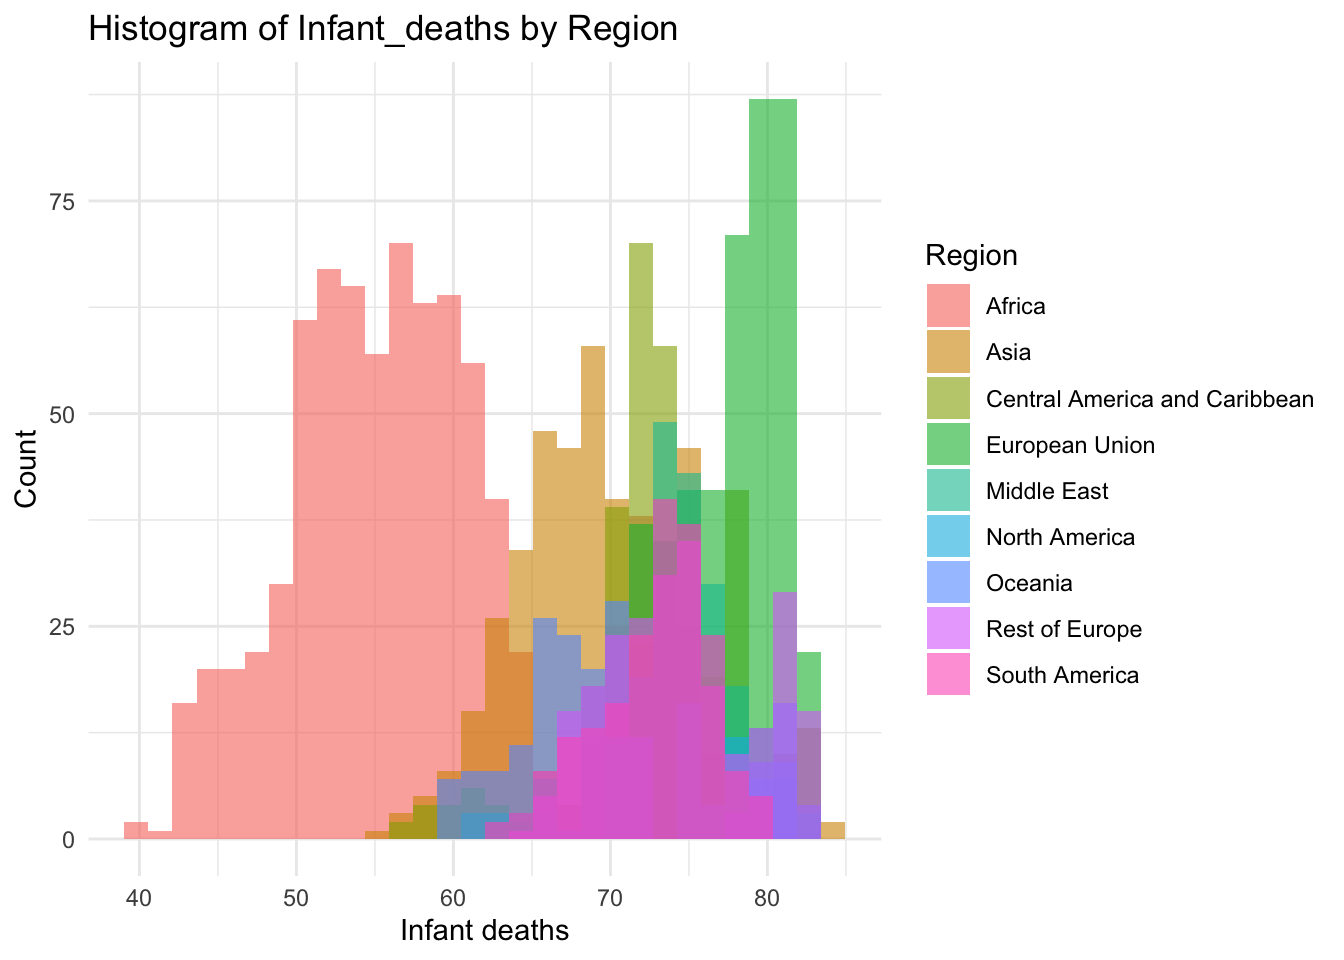 Histogram of Infant_deaths by Region
75
50
25
0
Count
40 50 60 70 80
Infant deaths
Region
Africa
Asia
Central America and Caribbean
European Union
Middle East
North America
Oceania
Rest of Europe
South America